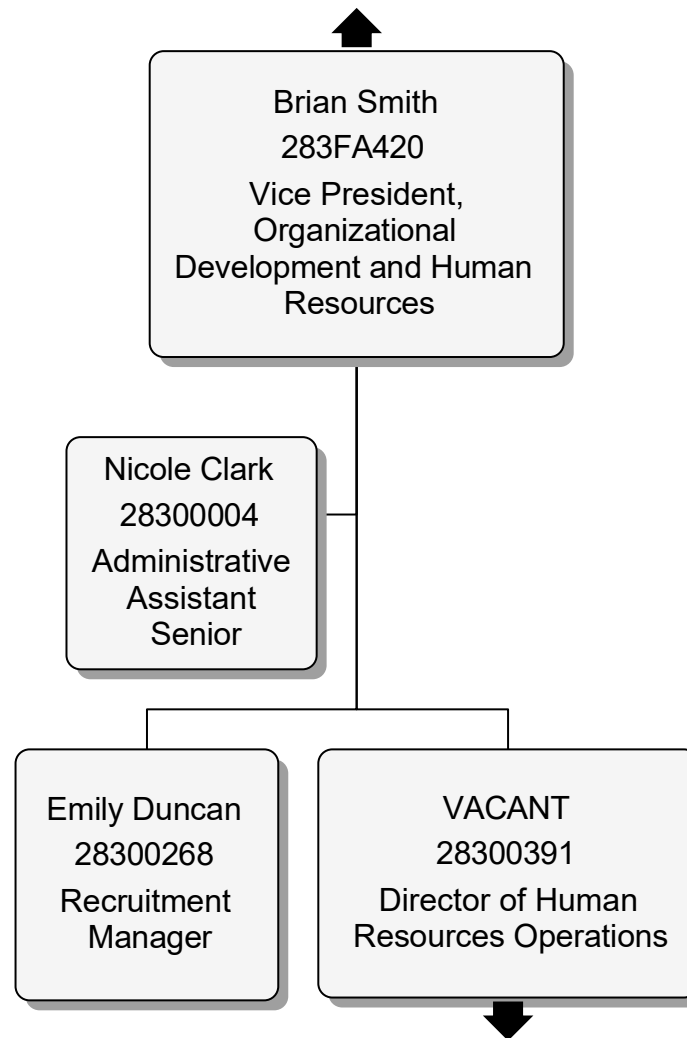 Brian Smith
283FA420
Vice President,
Organizational
Development and Human
Resources
Nicole Clark
28300004
Administrative
Assistant
Senior
Emily Duncan
28300268
Recruitment
Manager
VACANT
28300391
Director of Human
Resources Operations